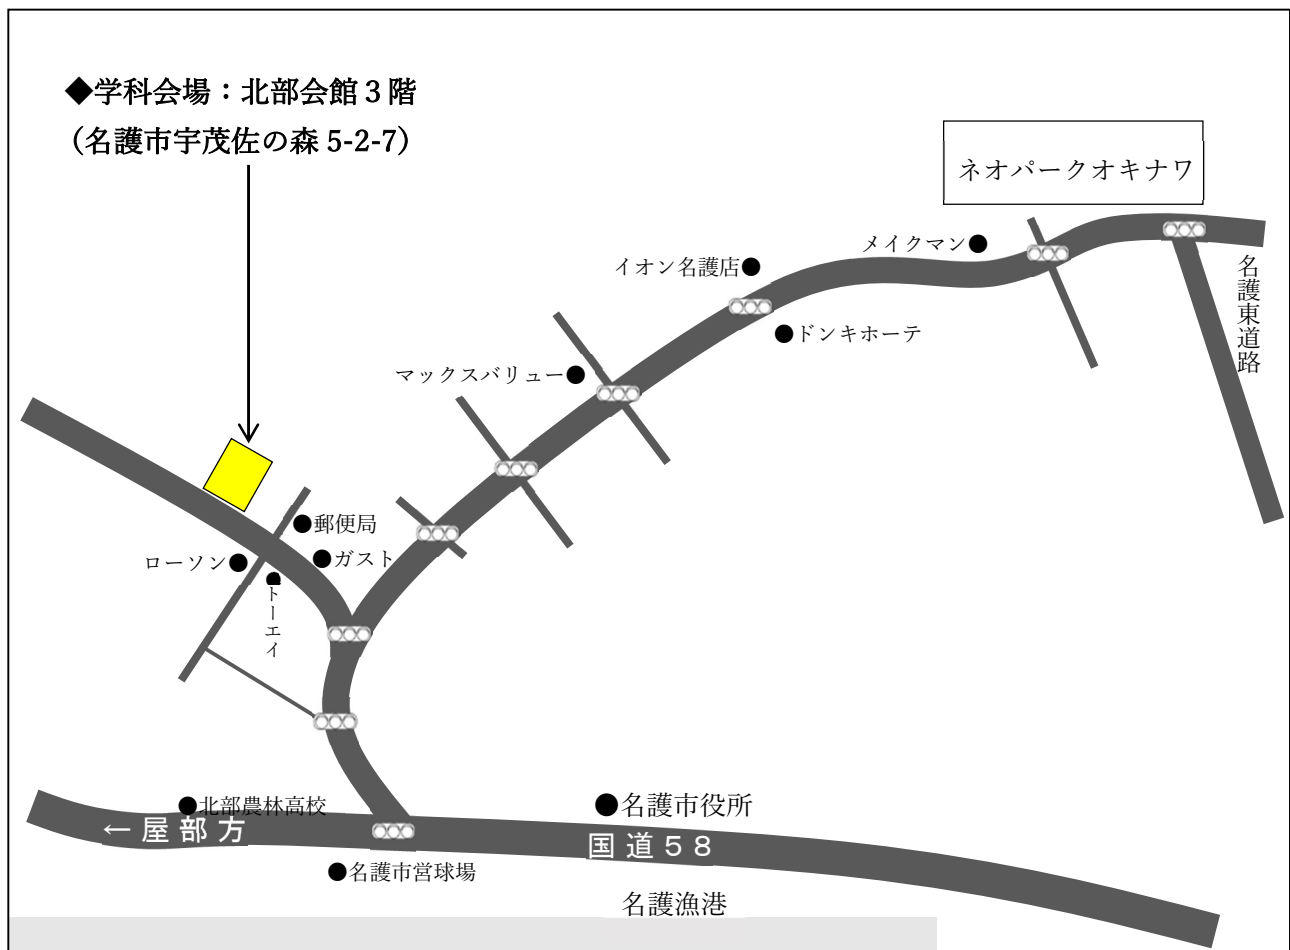 ◆学科会場：北部会館３階
（名護市宇茂佐の森 5-2-7）
ネオパークオキナワ
メイクマン●
イオン名護店●
名護東道路
●ドンキホーテ
マックスバリュー●
●郵便局
ローソン●
●ガスト
●トーエイ
●北部農林高校
●名護市役所
←屋部方
国道５８
●名護市営球場
名護漁港